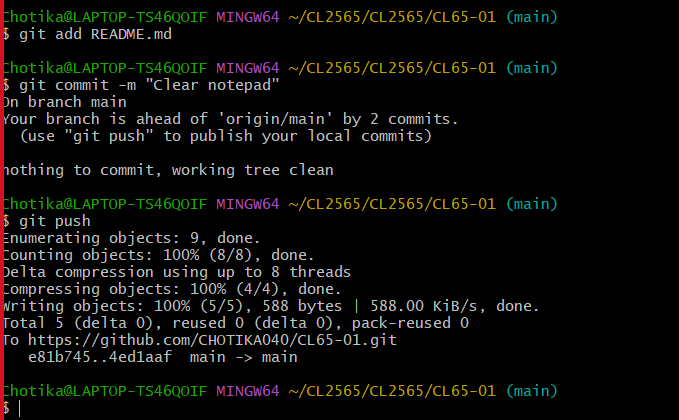 Chotika@LAPTOP-TS46QOIF MINGW64 ~/CL2565/CL2565/CL65-01 (main)
$ git add README.md
Chotika@LAPTOP-TS46QOIF MINGW64 ~/CL2565/CL2565/CL65-01 (main)
$ git commit -m "Clear notepad"
On branch main
Your branch is ahead of 'origin/main' by 2 commits.
(use "git push" to publish your local commits)
nothing to commit, working tree clean
Chotika@LAPTOP-TS46QOIF MINGW64 ~/CL2565/CL2565/CL65-01 (main)
$ git push
Enumerating objects: 9, done.
Counting objects: 100% (8/8), done.
Delta compression using up to 8 threads
Compressing objects: 100% (4/4), done.
Writing objects: 100% (5/5), 588 bytes | 588.00 KiB/s, done.
Total 5 (delta 0), reused 0 (delta 0), pack-reused 0
To https://github.com/CHOTIKA040/CL65-01.git
e81b745..4ed1aaf  main -> main
Chotika@LAPTOP-TS46QOIF MINGW64 ~/CL2565/CL2565/CL65-01 (main)
$